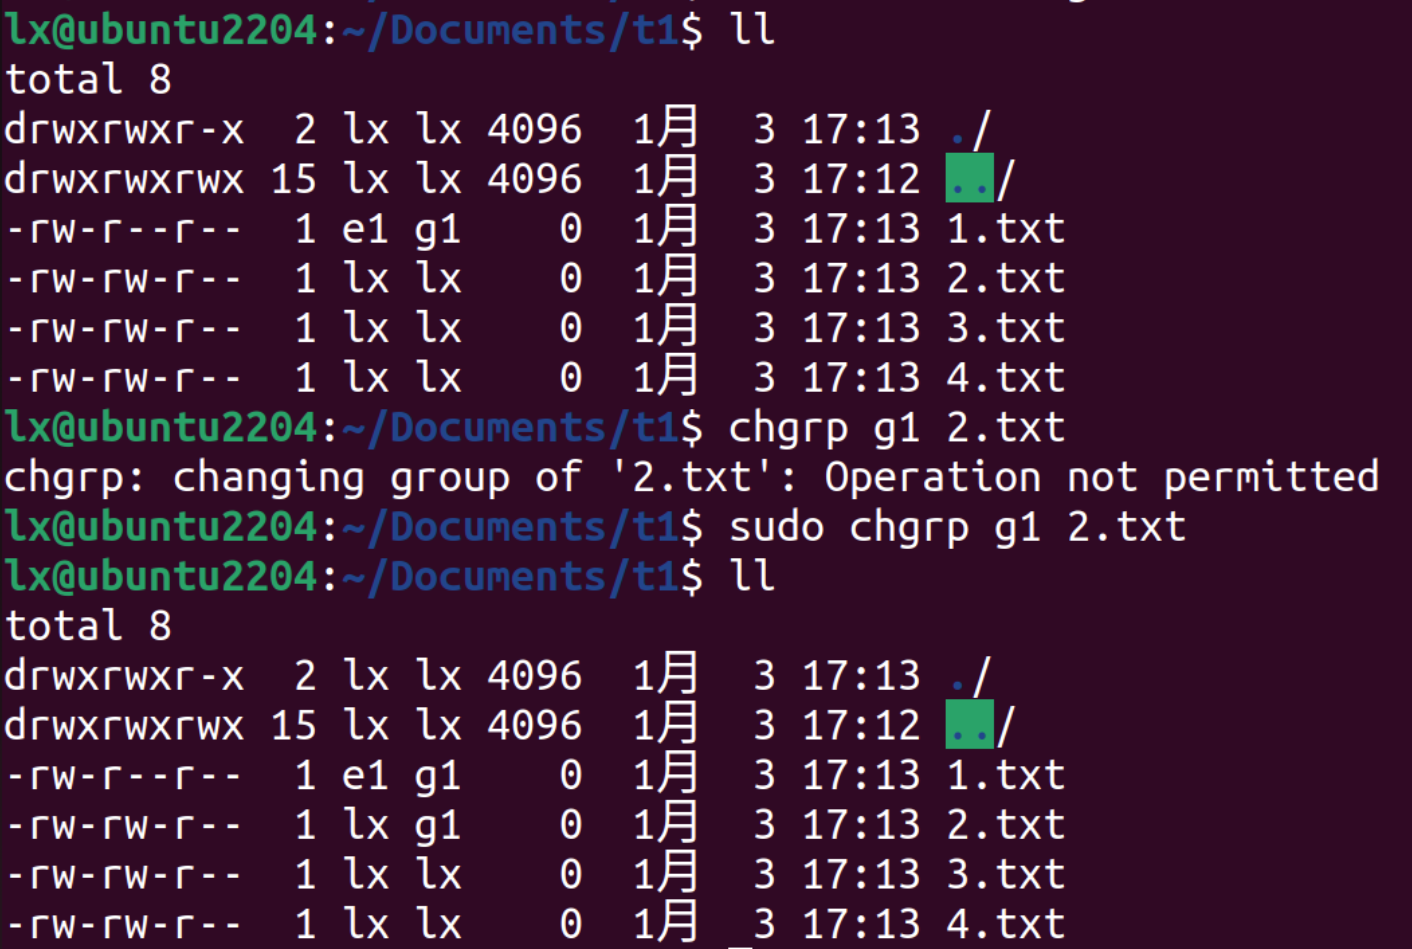 lx@ubuntu2204:~/Documents/t1$ ll
total 8
drwxrwxr-x  2 lx lx 4096  1月   3 17:13 ./
drwxrwxrwx 15 lx lx 4096  1月   3 17:12 ../
-rw-r--r--  1 e1 g1    0  1月   3 17:13 1.txt
-rw-rw-r--  1 lx lx    0  1月   3 17:13 2.txt
-rw-rw-r--  1 lx lx    0  1月   3 17:13 3.txt
-rw-rw-r--  1 lx lx    0  1月   3 17:13 4.txt
lx@ubuntu2204:~/Documents/t1$ chgrp g1 2.txt
chgrp: changing group of '2.txt': Operation not permitted
lx@ubuntu2204:~/Documents/t1$ sudo chgrp g1 2.txt
lx@ubuntu2204:~/Documents/t1$ ll
total 8
drwxrwxr-x  2 lx lx 4096  1月   3 17:13 ./
drwxrwxrwx 15 lx lx 4096  1月   3 17:12 ../
-rw-r--r--  1 e1 g1    0  1月   3 17:13 1.txt
-rw-rw-r--  1 lx g1    0  1月   3 17:13 2.txt
-rw-rw-r--  1 lx lx    0  1月   3 17:13 3.txt
-rw-rw-r--  1 lx lx    0  1月   3 17:13 4.txt